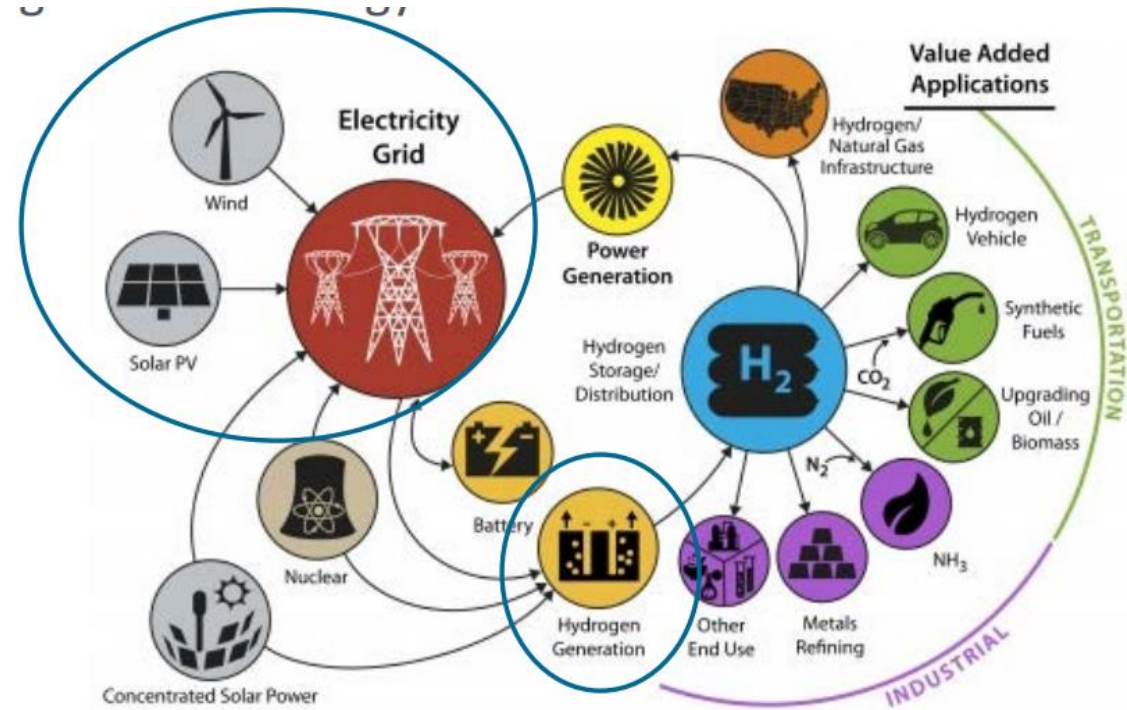 Value Added
Applications
Electricity
Grid
Wind
Solar PV
Power
Generation
Hydrogen/
Natural Gas
Infrastructure
Hydrogen
Vehicle
Synthetic
Fuels
Hydrogen
Storage/
Distribution
H2
CO2
Upgrading
Oil /
Biomass
N2
NH3
Battery
Nuclear
Hydrogen
Generation
Other
End Use
Metals
Refining
Concentrated Solar Power
TRANSPORTATION
INDUSTRIAL